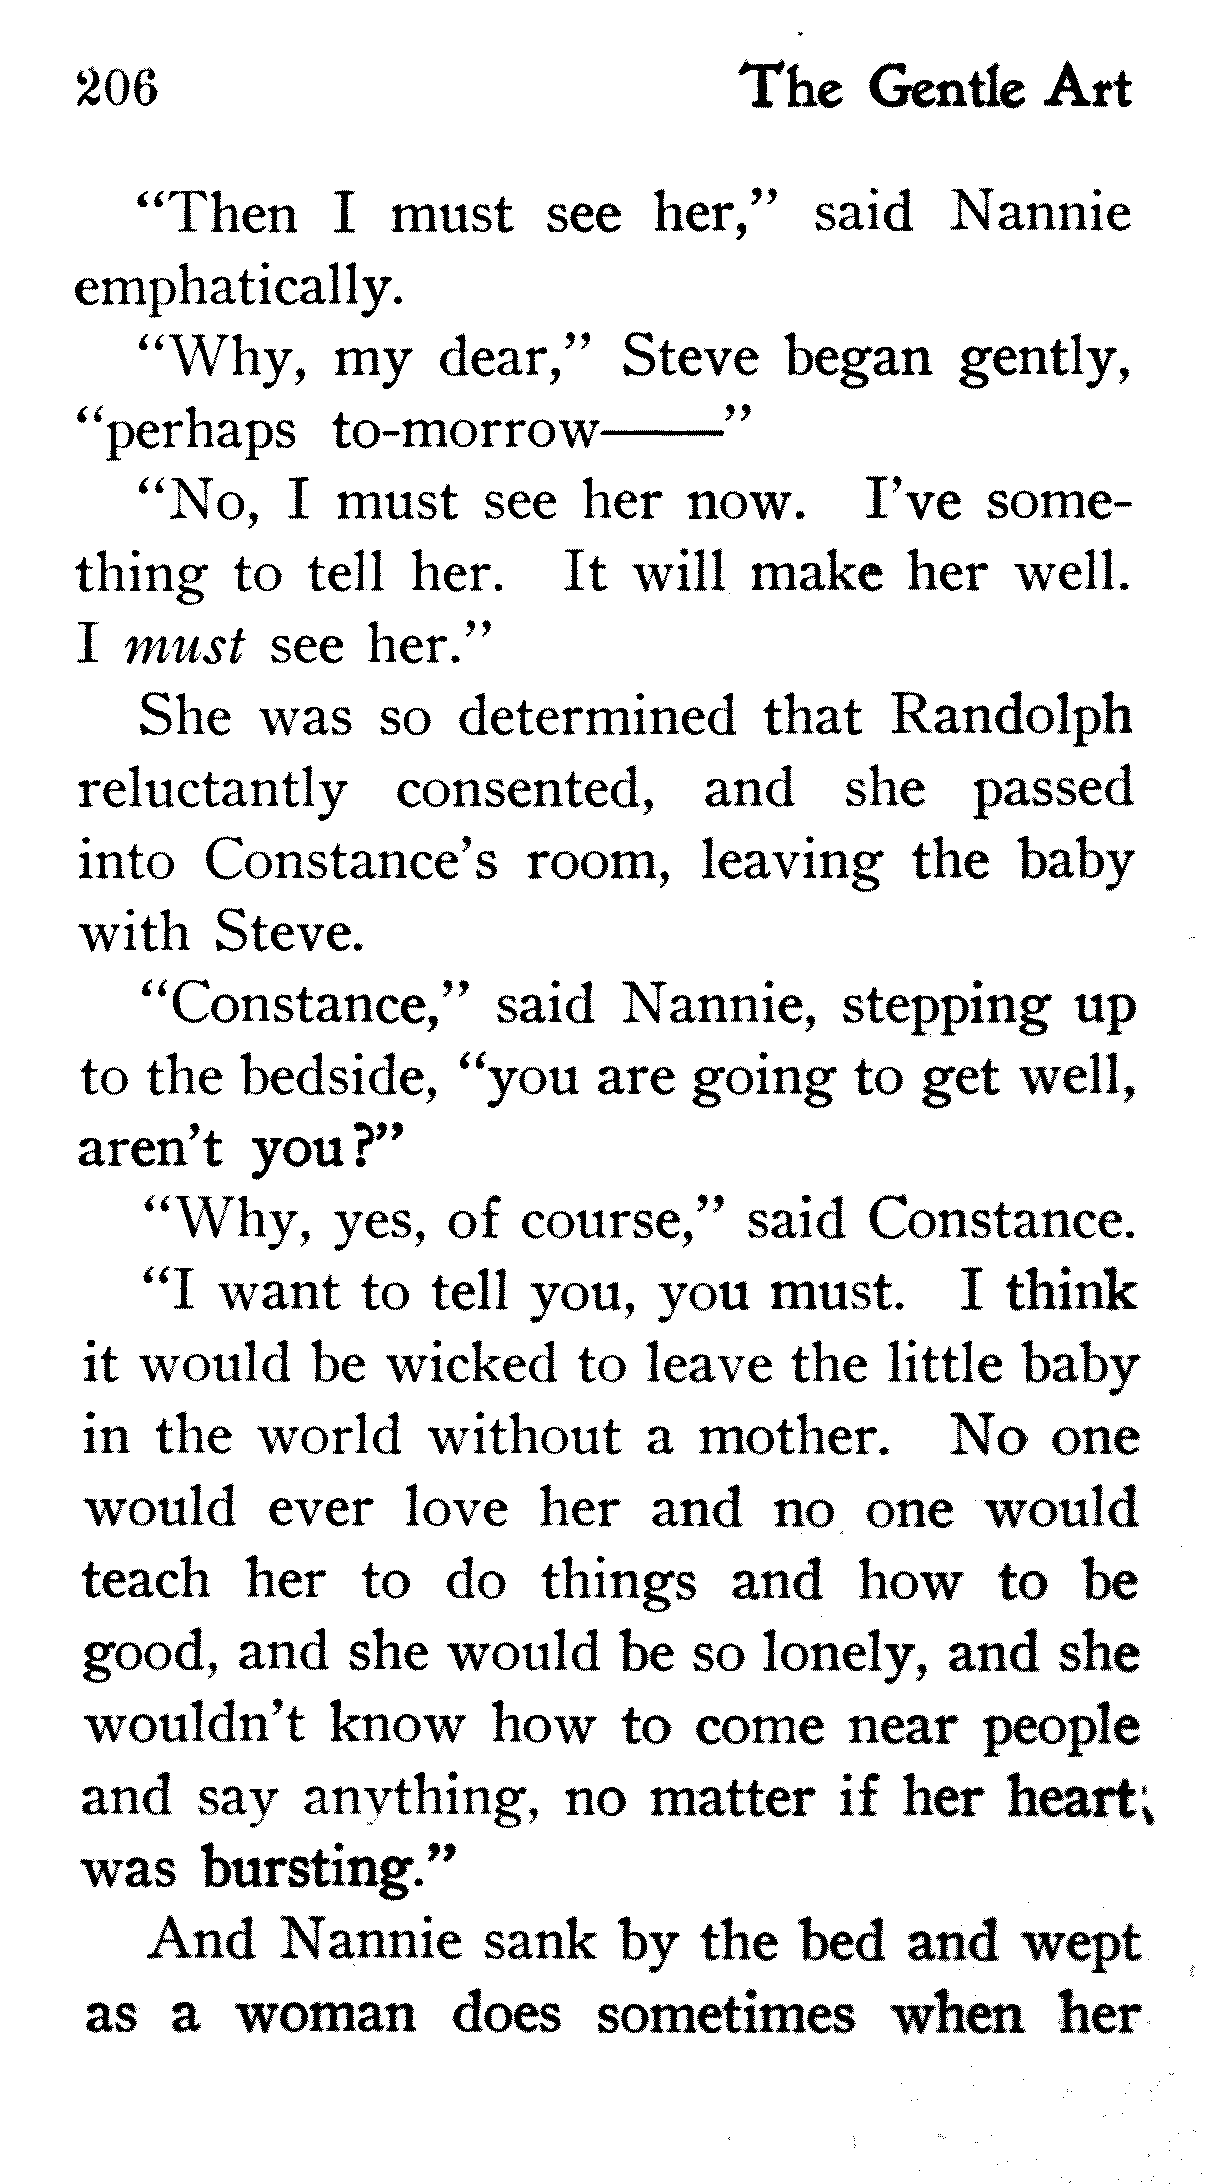 206 The Gentle Art
“Then I must see her,” said Nannie
emphatically.
“Why, my dear,” Steve began gently,
“perhaps to-morrow——”
“No, I must see her now. I’ve some-
thing to tell her. It will make her well.
I must see her.”
She was so determined that Randolph
reluctantly consented, and she passed
into Constance’s room, leaving the baby
with Steve.
“Constance,” said Nannie, stepping up
to the bedside, “you are going to get well,
aren’t you?”
“Why, yes, of course,” said Constance.
“I want to tell you, you must. I think
it would be wicked to leave the little baby
in the world without a mother. No one
would ever love her and no one would
teach her to do things and how to be
good, and she would be so lonely, and she
wouldn’t know how to come near people
and say anything, no matter if her heart
was bursting.”
And Nannie sank by the bed and wept
as a woman does sometimes when her